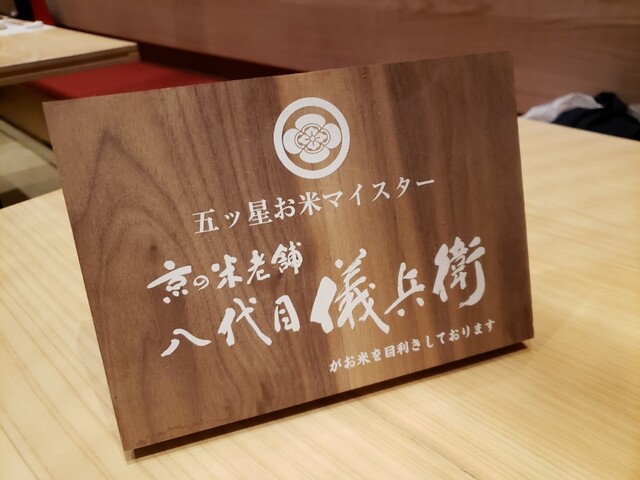 五ッ星お米マイスター
京の米老舗
八代目儀兵衛
がお米を目利きしております